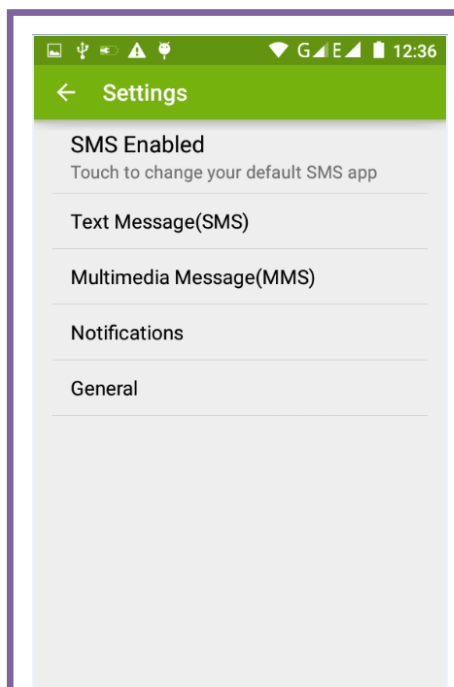 G E 12:36
Settings
SMS Enabled
Touch to change your default SMS app
Text Message(SMS)
Multimedia Message(MMS)
Notifications
General